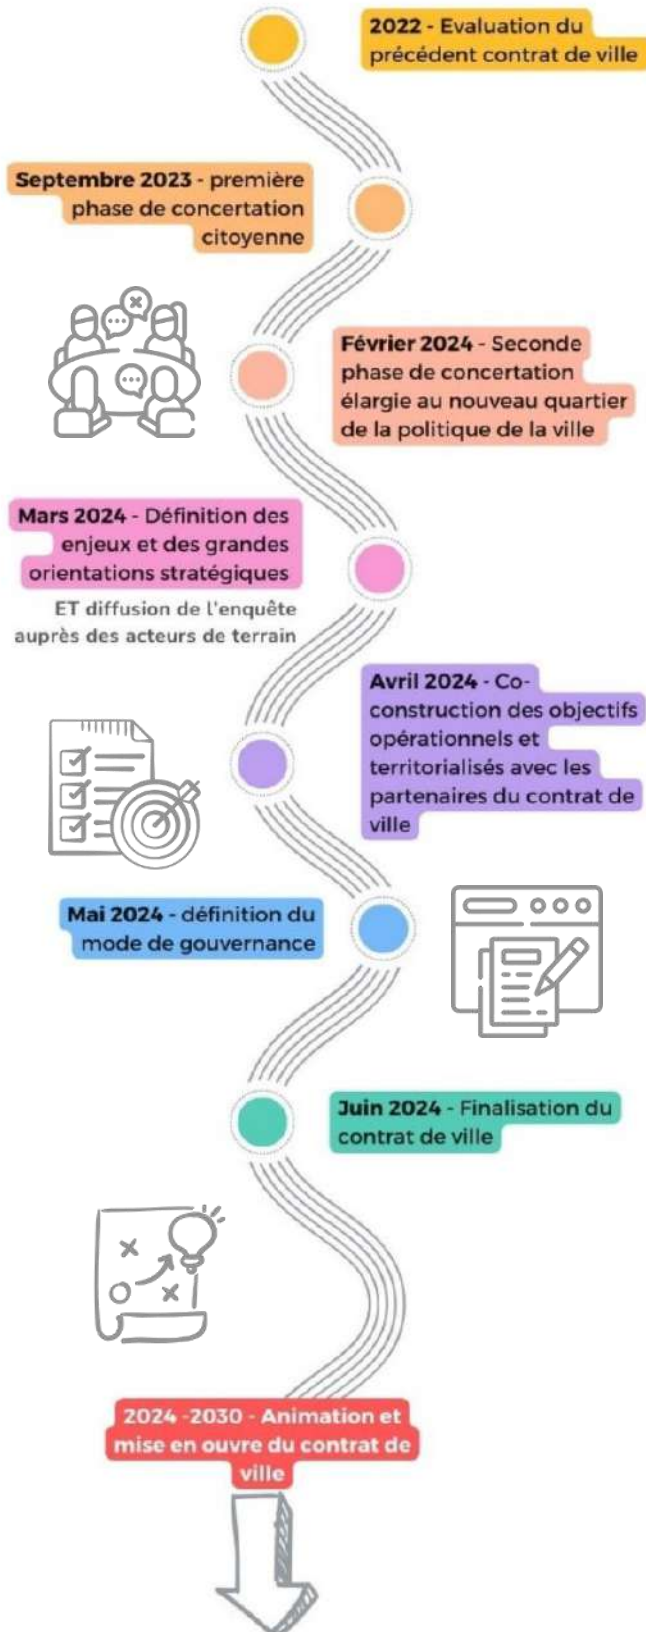 2022 - Evaluation du
précédent contrat de ville
Septembre 2023 - première
phase de concertation
citoyenne
Février 2024 - Seconde
phase de concertation
élargie au nouveau quartier
de la politique de la ville
Mars 2024 - Définition des
enjeux et des grandes
orientations stratégiques
ET diffusion de l'enquête
auprès des acteurs de terrain
Avril 2024 - Co-
construction des objectifs
opérationnels et
territorialisés avec les
partenaires du contrat de
ville
Mai 2024 - définition du
mode de gouvernance
Juin 2024 - Finalisation du
contrat de ville
2024 -2030 - Animation et
mise en ouvre du contrat de
ville